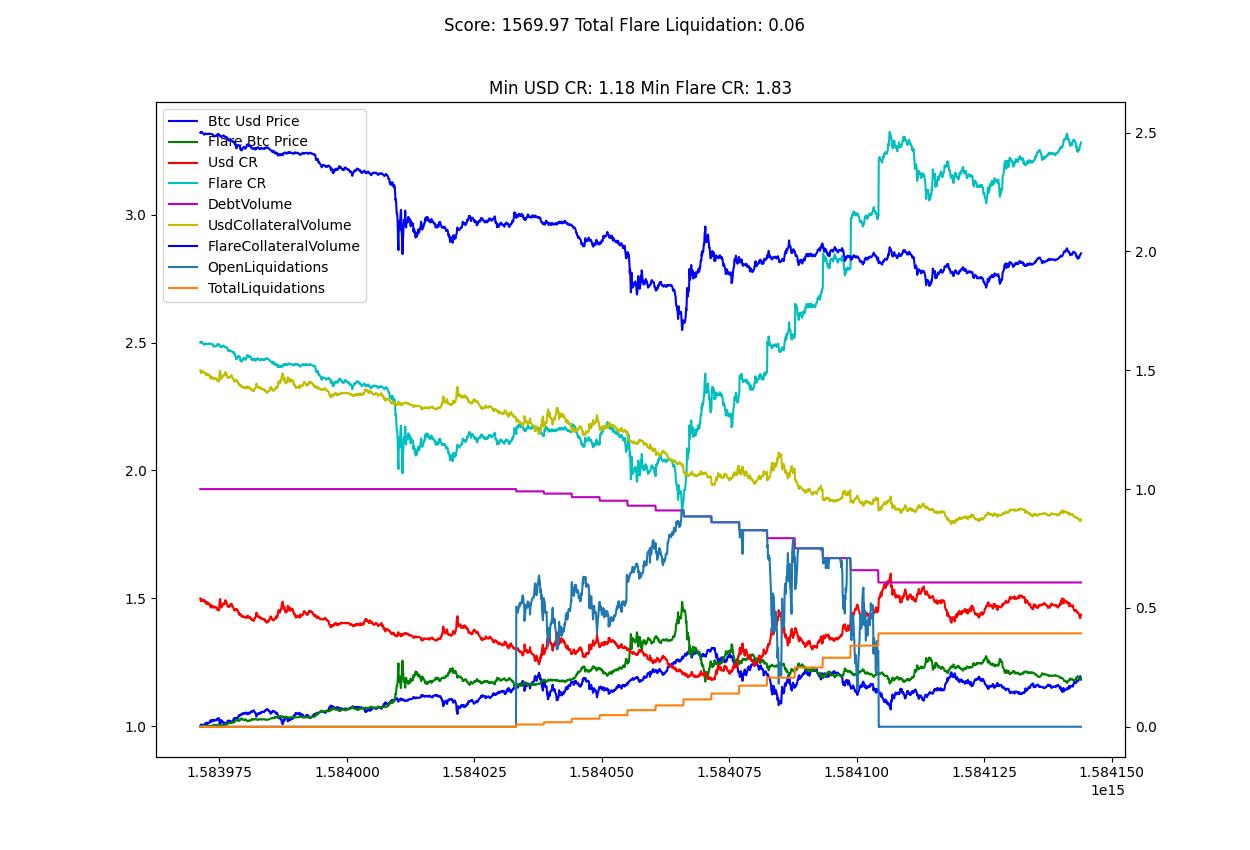 Score: 1569.97 Total Flare Liquidation: 0.06
Min USD CR: 1.18 Min Flare CR: 1.83
Btc Usd Price
Flare Btc Price
Usd CR
Flare CR
DebtVolume
UsdCollateralVolume
FlareCollateralVolume
OpenLiquidations
TotalLiquidations
3.0
2.5
2.0
1.5
1.0
2.5
2.0
1.5
1.0
0.5
0.0
1.583975 1.584000 1.584025 1.584050 1.584075 1.584100 1.584125 1.584150
1e15